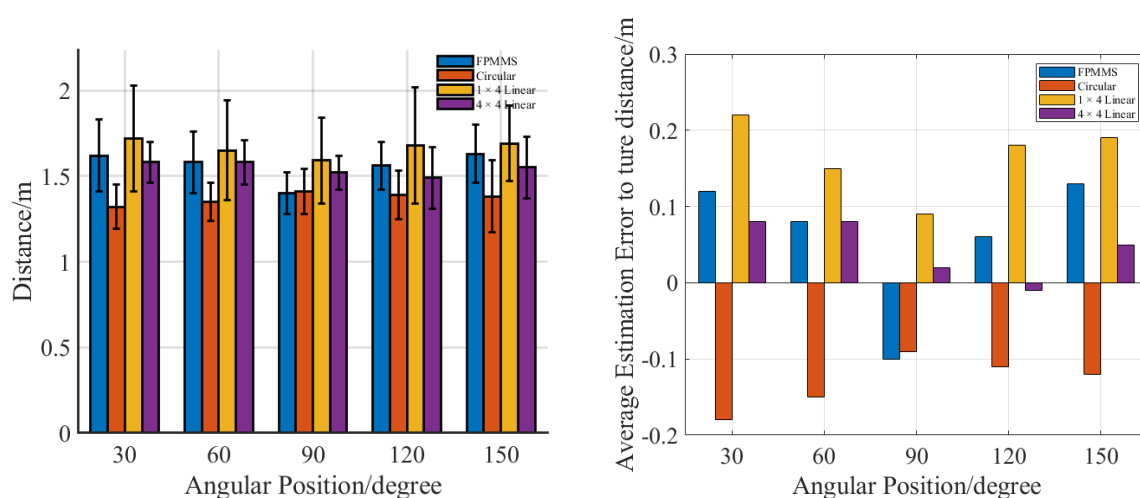 FPMMS
Circular
1 × 4 Linear
4 × 4 Linear
2
1.5
1
0.5
0
Distance/m
30 60 90 120 150
Angular Position/degree
0.3
0.2
0.1
0
-0.1
-0.2
Average Estimation Error to ture distance/m
FPMMS
Circular
1 × 4 Linear
4 × 4 Linear
30 60 90 120 150
Angular Position/degree